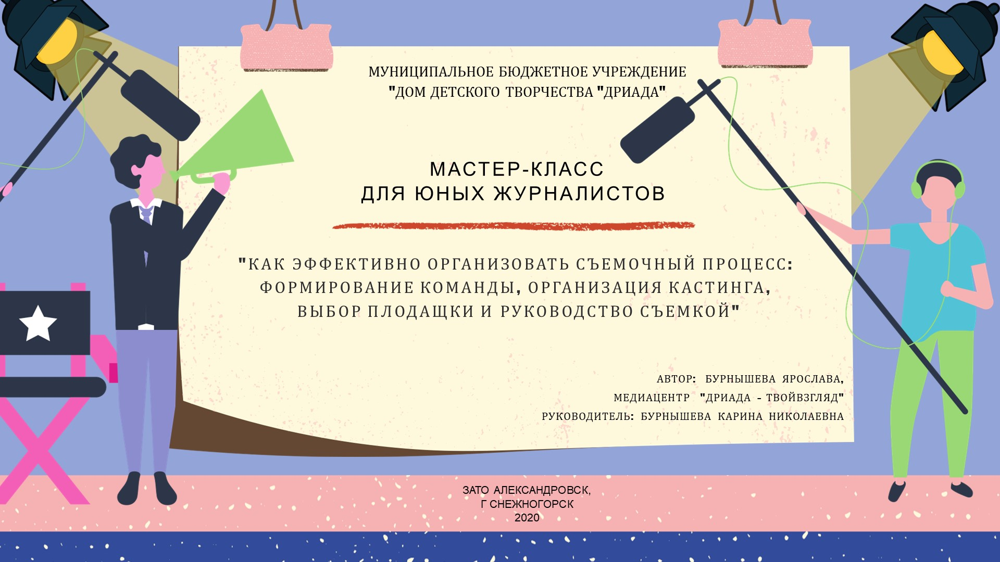 МУНИЦИПАЛЬНОЕ БЮДЖЕТНОЕ УЧРЕЖДЕНИЕ
"ДОМ ДЕТСКОГО ТВОРЧЕСТВА "ДРИАДА"
МАСТЕР-КЛАСС
ДЛЯ ЮНЫХ ЖУРНАЛИСТОВ
"КАК ЭФФЕКТИВНО ОРГАНИЗОВАТЬ СЪЕМОЧНЫЙ ПРОЦЕСС:
ФОРМИРОВАНИЕ КОМАНДЫ, ОРГАНИЗАЦИЯ КАСТИНГА,
ВЫБОР ПЛОДАЩКИ И РУКОВОДСТВО СЪЕМКОЙ"
АВТОР: БУРНЫШЕВА ЯРОСЛАВА,
МЕДИАЦЕНТР "ДРИАДА - ТВОЙВЗГЛЯД"
РУКОВОДИТЕЛЬ: БУРНЫШЕВА КАРИНА НИКОЛАЕВНА
ЗАТО АЛЕКСАНДРОВСК,
Г СНЕЖНОГОРСК
2020